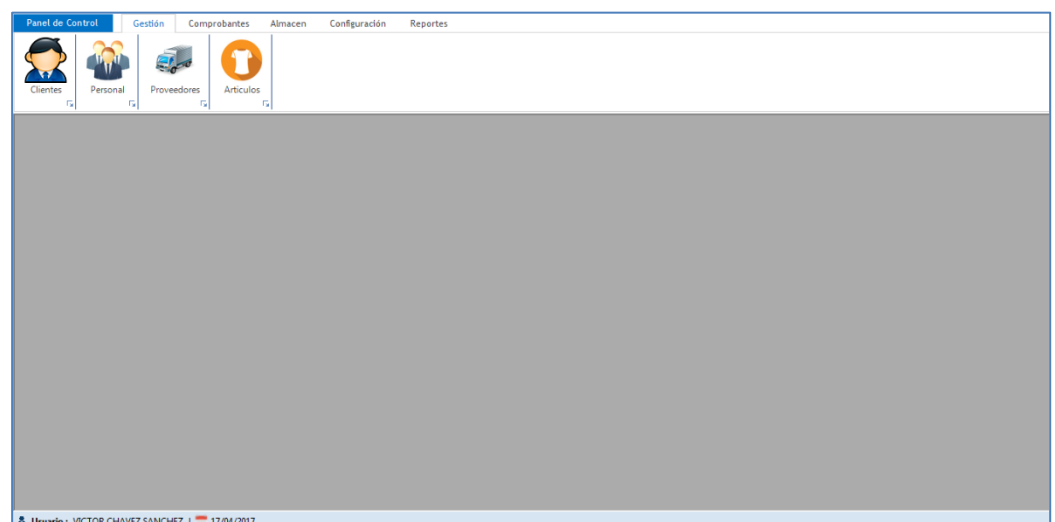 Panel de Control Gestión Comprobantes Almacen Configuración Reportes
Clientes Personal Proveedores Articulos
Usuario : VICTOR CHAVEZ SANCHEZ | 17/04/2017